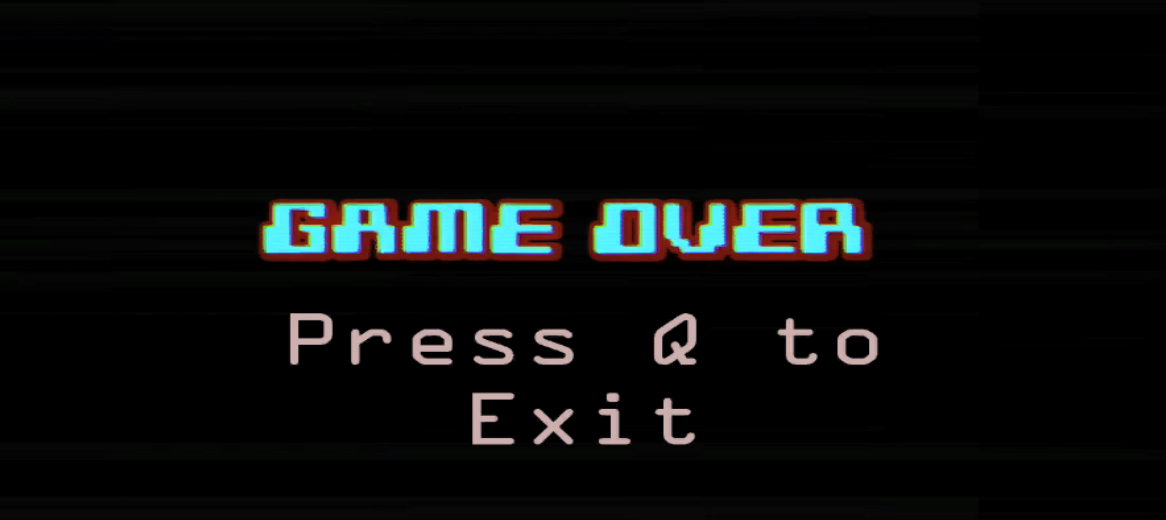 GAME OVER
Press Q to
Exit